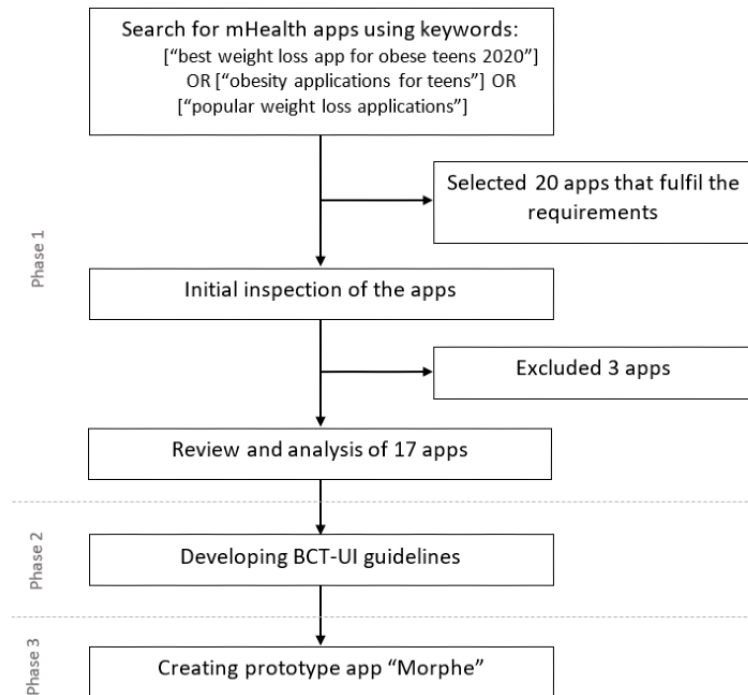 Search for mHealth apps using keywords:
[“best weight loss app for obese teens 2020”]
OR [“obesity applications for teens”] OR
[“popular weight loss applications”]
Selected 20 apps that fulfil the
requirements
Phase 1
Initial inspection of the apps
Excluded 3 apps
Review and analysis of 17 apps
Phase 2
Developing BCT-UI guidelines
Phase 3
Creating prototype app “Morphe”